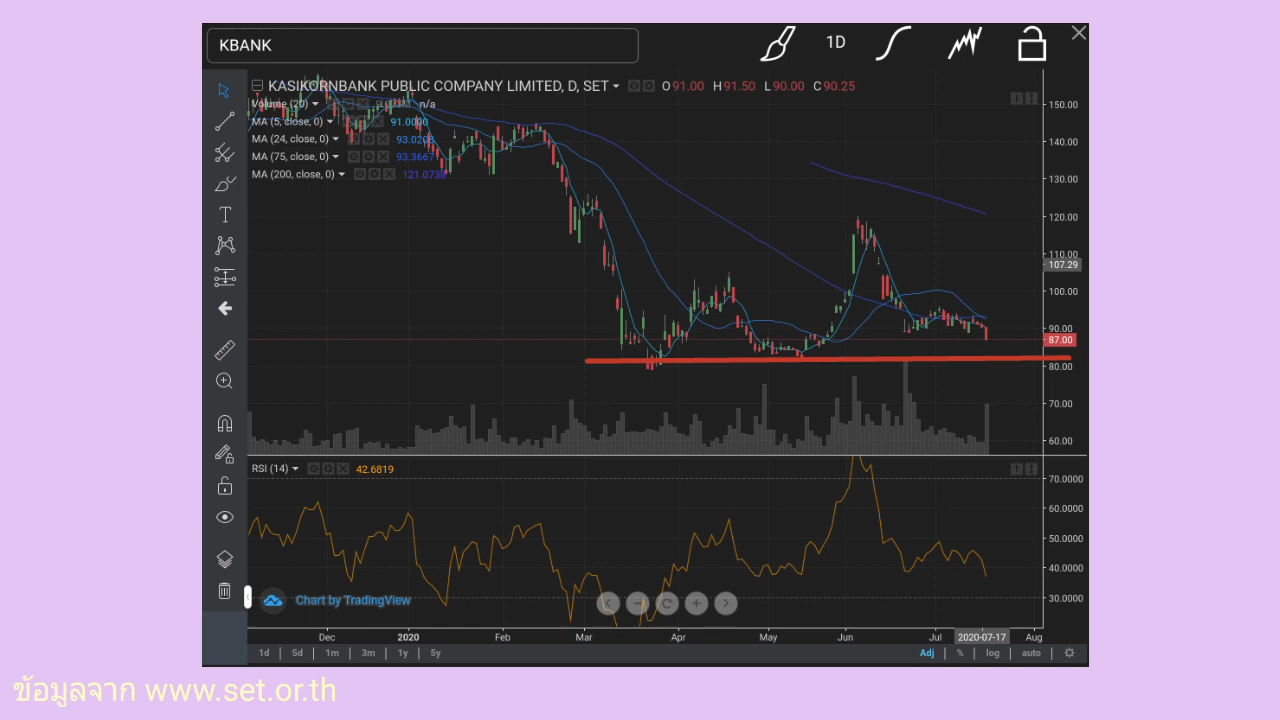 KBANK
1D
KASIKORNBANK PUBLIC COMPANY LIMITED, D, SET O 91.00 H 91.50 L 90.00 C 90.25
Volume (20) n/a
MA (5, close, 0) 91.0000
MA (24, close, 0) 93.0208
MA (75, close, 0) 93.3667
MA (200, close, 0) 121.0738
150.00
140.00
130.00
120.00
110.00
107.29
100.00
90.00
87.00
80.00
70.00
60.00
RSI (14) 42.6819
70.0000
60.0000
50.0000
40.0000
30.0000
Chart by TradingView
Dec 2020 Feb Mar Apr May Jun Jul 2020-07-17 Aug
1d 5d 1m 3m 1y 5y Adj % log auto
ข้อมูลจาก www.set.or.th